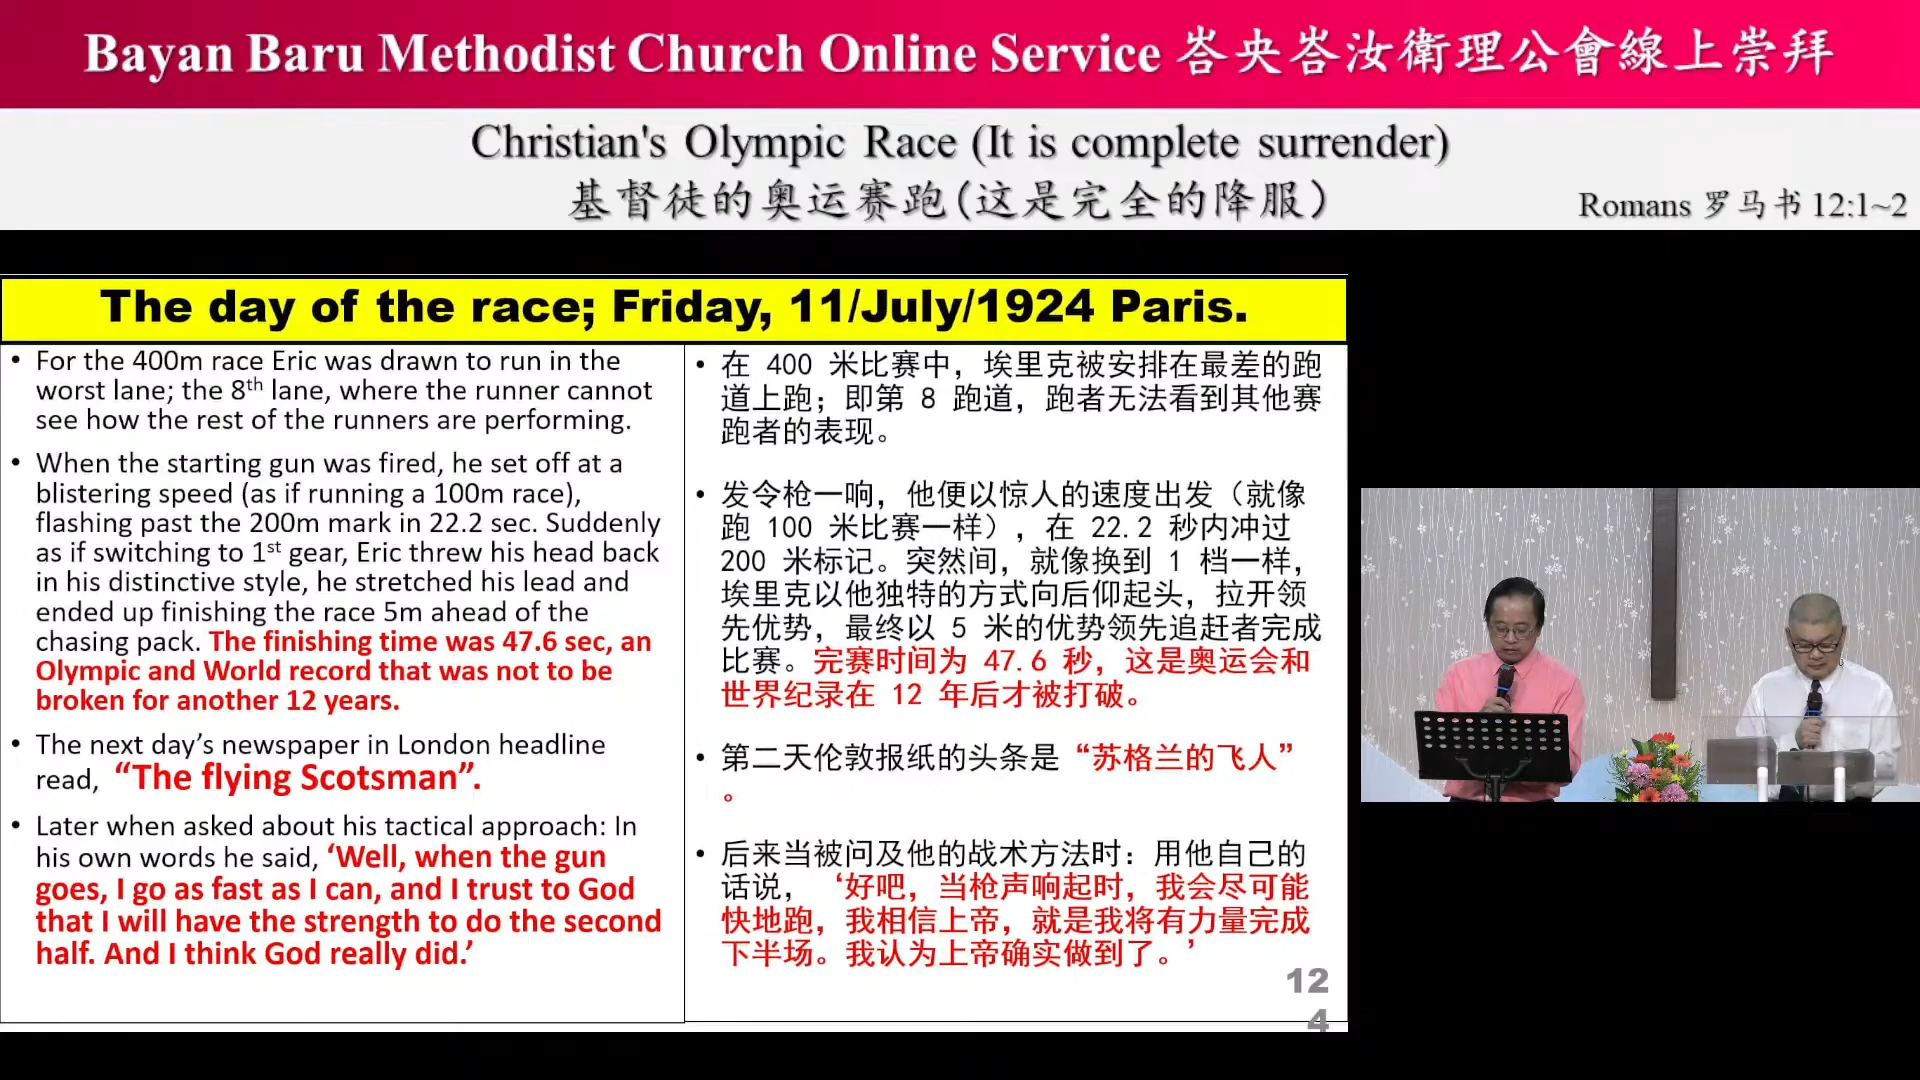 Bayan Baru Methodist Church Online Service 峇央峇汝衛理公會線上崇拜
Christian's Olympic Race (It is complete surrender)
基督徒的奥运赛跑(这是完全的降服)
Romans 罗马书 12:1~2
The day of the race; Friday, 11/July/1924 Paris.
• For the 400m race Eric was drawn to run in the
worst lane; the 8th lane, where the runner cannot
see how the rest of the runners are performing.
• When the starting gun was fired, he set off at a
blistering speed (as if running a 100m race),
flashing past the 200m mark in 22.2 sec. Suddenly
as if switching to 1st gear, Eric threw his head back
in his distinctive style, he stretched his lead and
ended up finishing the race 5m ahead of the
chasing pack. The finishing time was 47.6 sec, an
Olympic and World record that was not to be
broken for another 12 years.
• The next day’s newspaper in London headline
read, “The flying Scotsman”.
• Later when asked about his tactical approach: In
his own words he said, ‘Well, when the gun
goes, I go as fast as I can, and I trust to God
that I will have the strength to do the second
half. And I think God really did.’
• 在 400 米比赛中，埃里克被安排在最差的跑
道上跑；即第 8 跑道，跑者无法看到其他赛
跑者的表现。
• 发令枪一响，他便以惊人的速度出发（就像
跑 100 米比赛一样），在 22.2 秒内冲过
200 米标记。突然间，就像换到 1 档一样，
埃里克以他独特的方式向后仰起头，拉开领
先优势，最终以 5 米的优势领先追赶者完成
比赛。完赛时间为 47.6 秒，这是奥运会和
世界纪录在 12 年后才被打破。
• 第二天伦敦报纸的头条是“苏格兰的飞人”
。
• 后来当被问及他的战术方法时：用他自己的
话说，‘好吧，当枪声响起时，我会尽可能
快地跑，我相信上帝，就是我将有力量完成
下半场。我认为上帝确实做到了。’
12
4